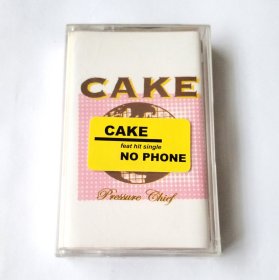 CAKE
CAKE
feat hit single
NO PHONE
Pressure Chief